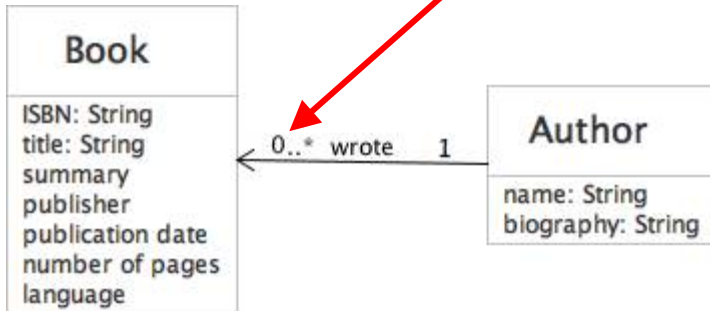 Book
ISBN: String
title: String
summary
publisher
publication date
number of pages
language
0..* wrote 1
Author
name: String
biography: String